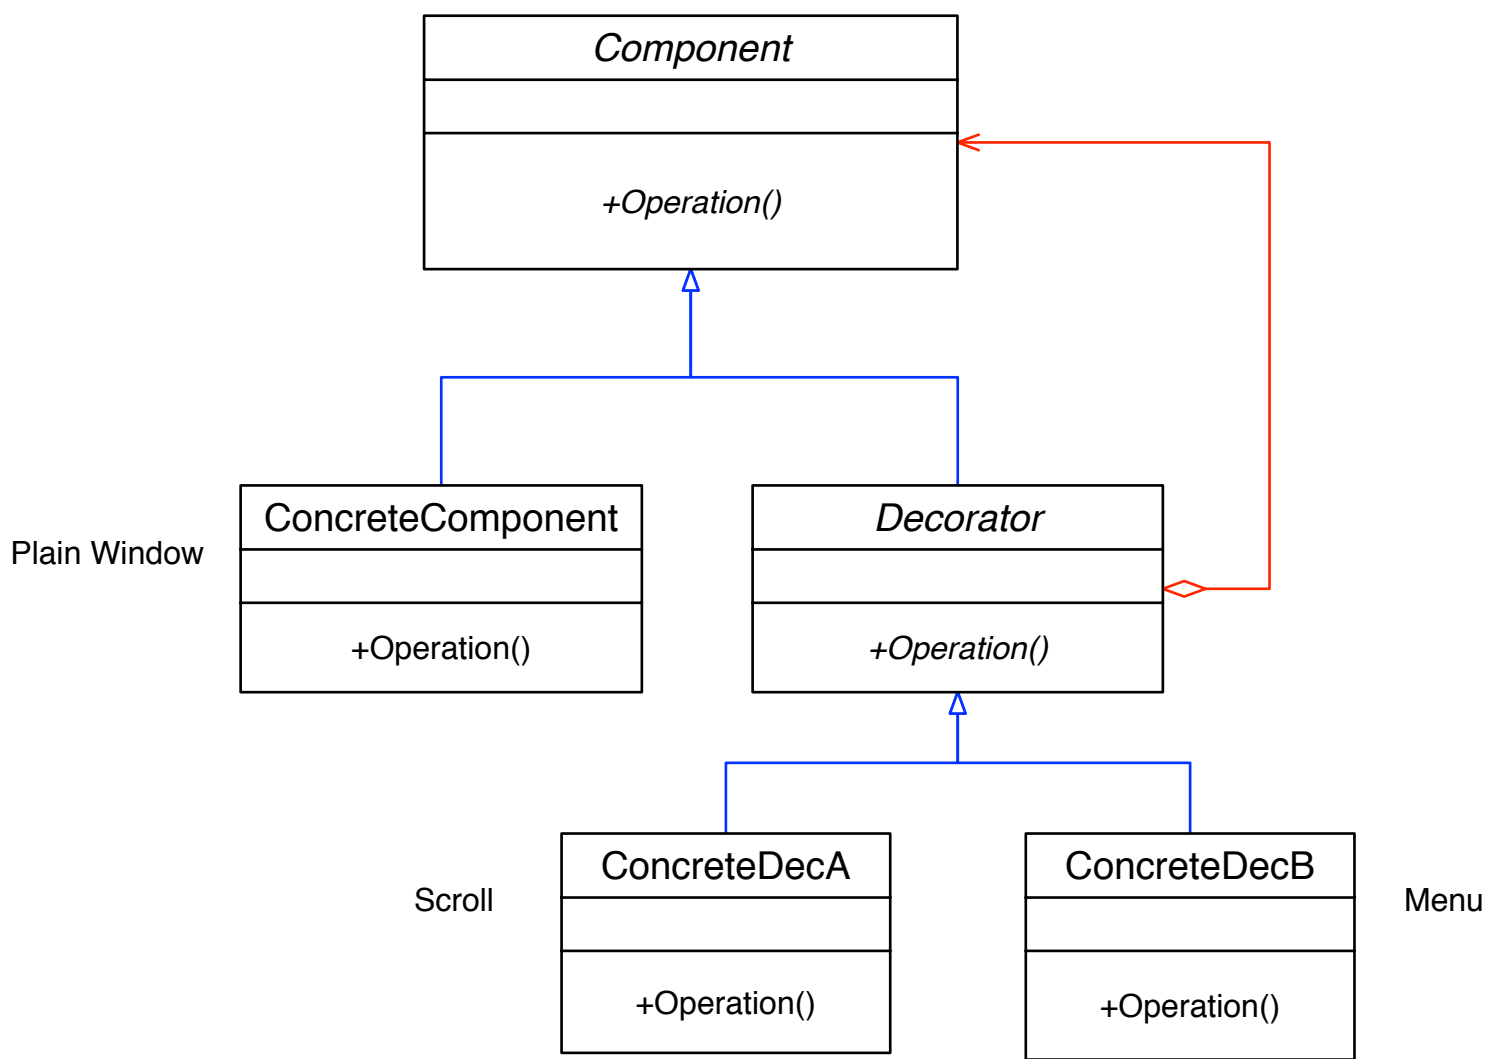 Component
+Operation()
ConcreteComponent
Decorator
Plain Window
+Operation()
+Operation()
ConcreteDecA
ConcreteDecB
Scroll
Menu
+Operation()
+Operation()